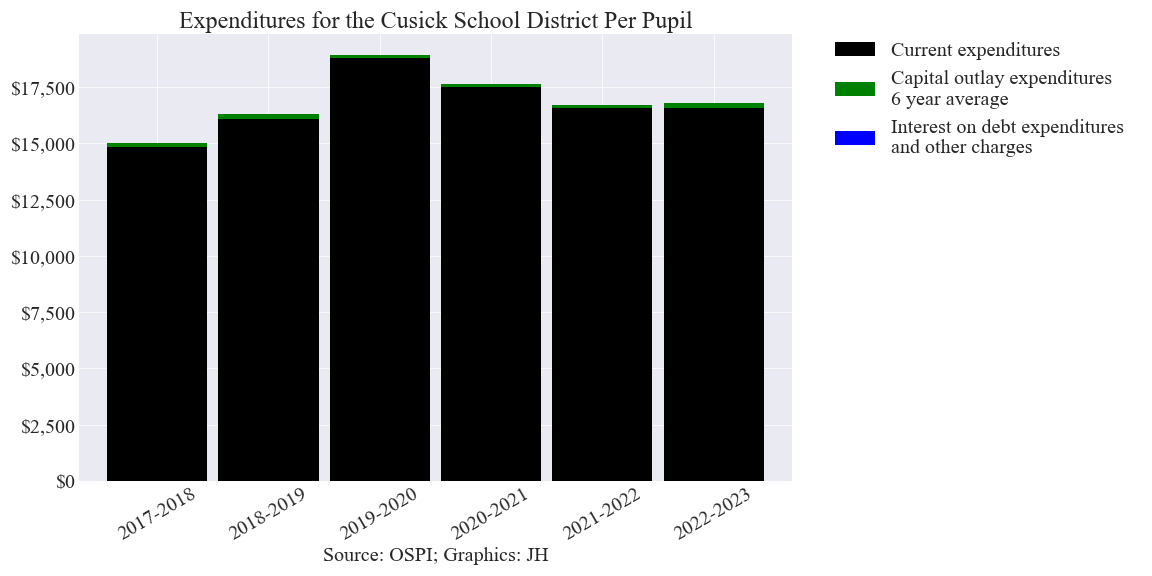 Expenditures for the Cusick School District Per Pupil
Current expenditures
Capital outlay expenditures
6 year average
Interest on debt expenditures
and other charges
$17,500
$15,000
$12,500
$10,000
$7,500
$5,000
$2,500
$0
2017-2018
2018-2019
2019-2020
2020-2021
2021-2022
2022-2023
Source: OSPI; Graphics: JH